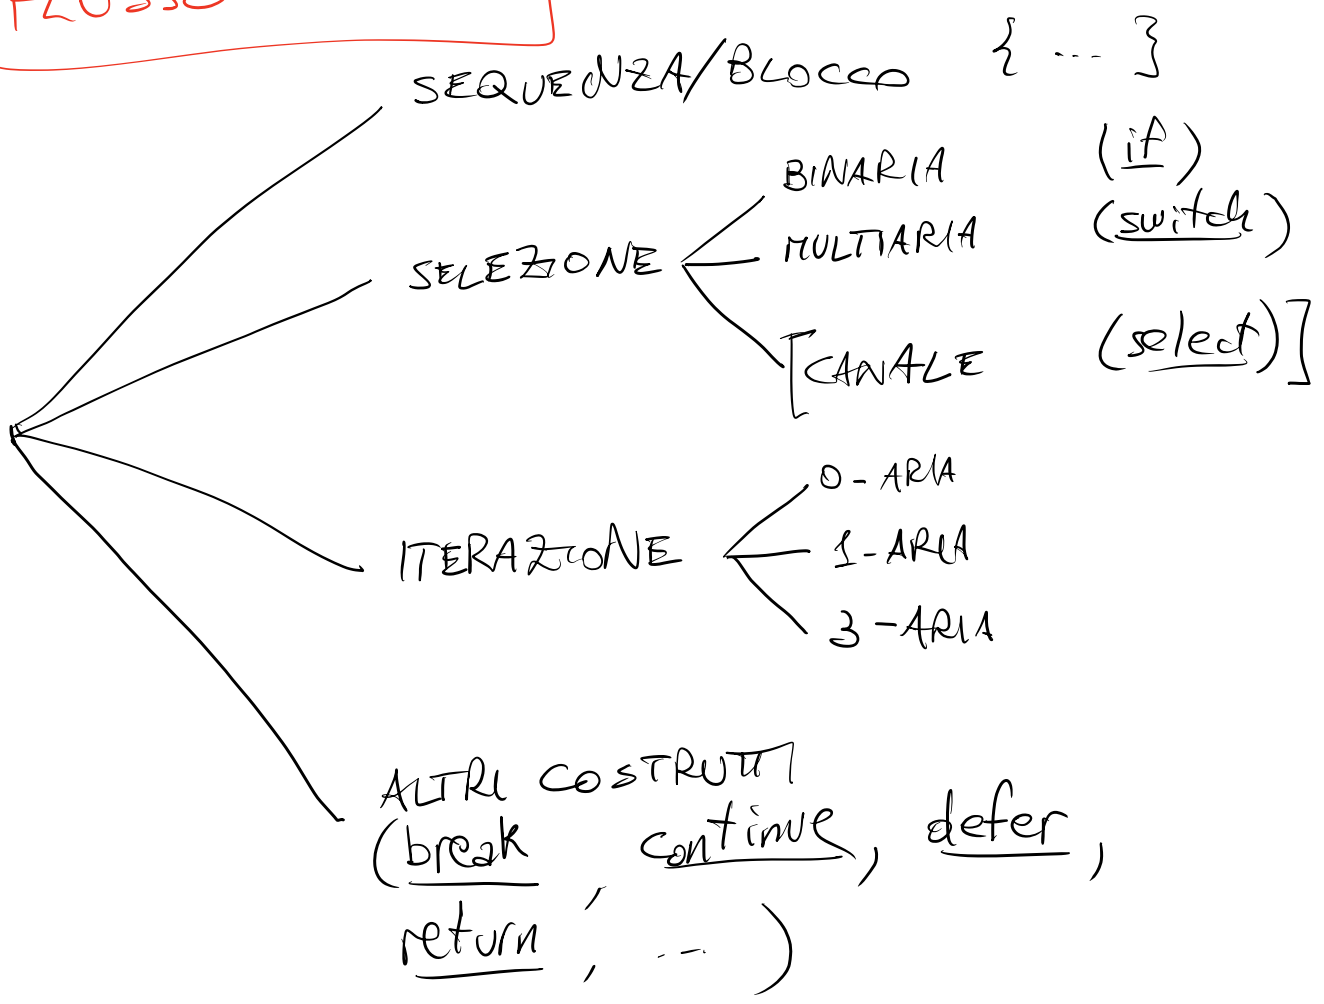 FLUSSO
SEQUENZA/BLOCCO { ... }
BINARIA (if)
MULTIARIA (switch)
SELEZIONE
[CANALE (select)]
0-ARIA
ITERAZIONE
1-ARIA
3-ARIA
ALTRI COSTRUTTI
(break, continue, defer,
return, ...)